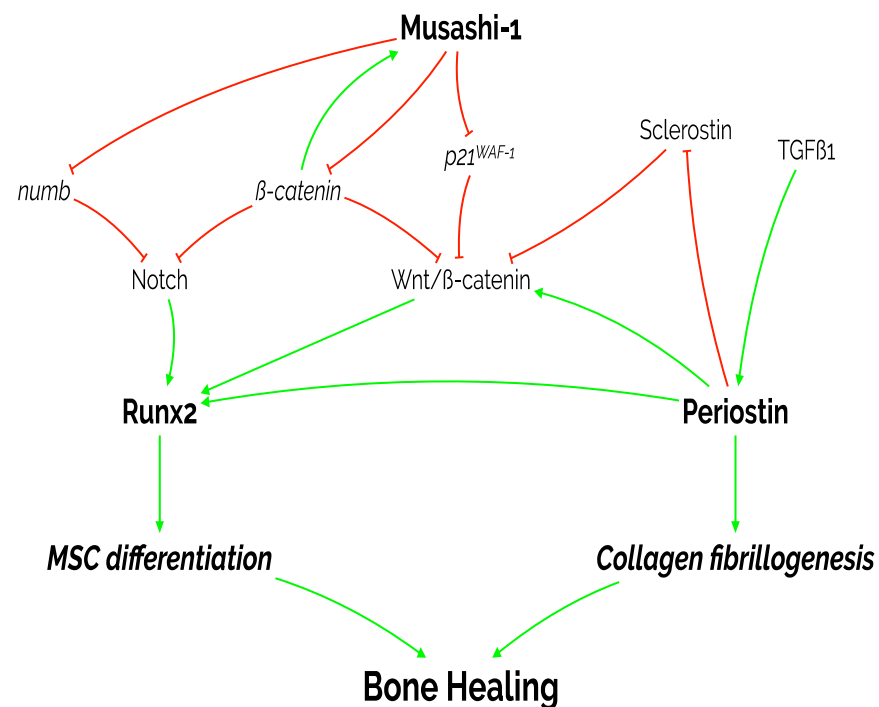 Musashi-1
Sclerostin
TGFß1
p21WAF-1
numb
ß-catenin
Notch
Wnt/ß-catenin
Runx2
Periostin
MSC differentiation
Collagen fibrillogenesis
Bone Healing